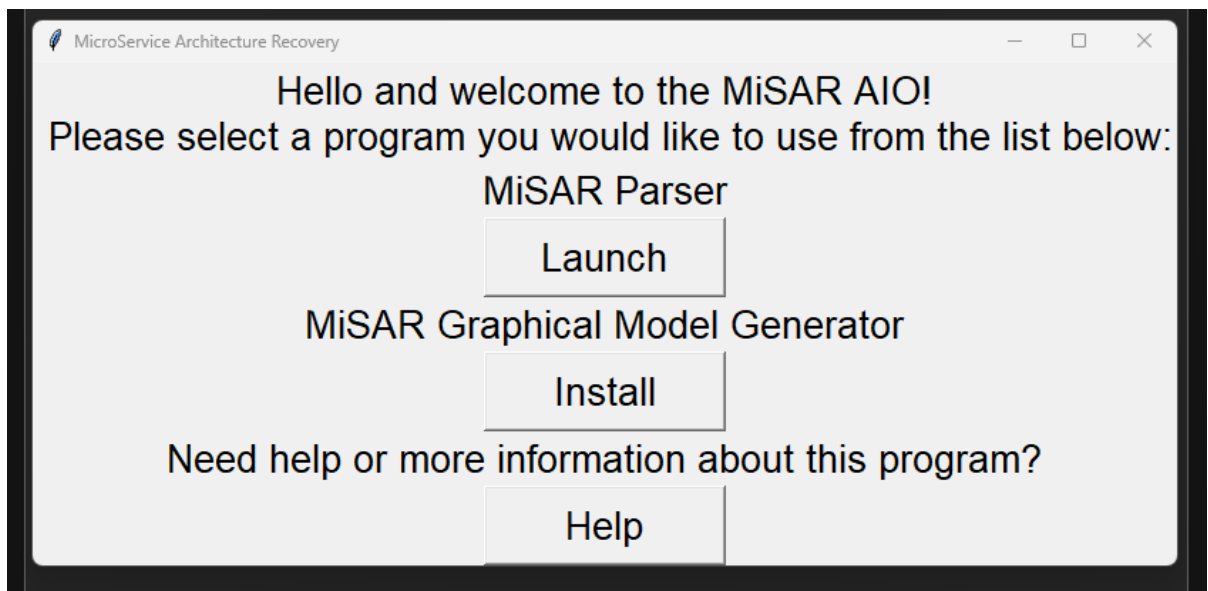 MicroService Architecture Recovery
Hello and welcome to the MiSAR AIO!
Please select a program you would like to use from the list below:
MiSAR Parser
Launch
MiSAR Graphical Model Generator
Install
Need help or more information about this program?
Help